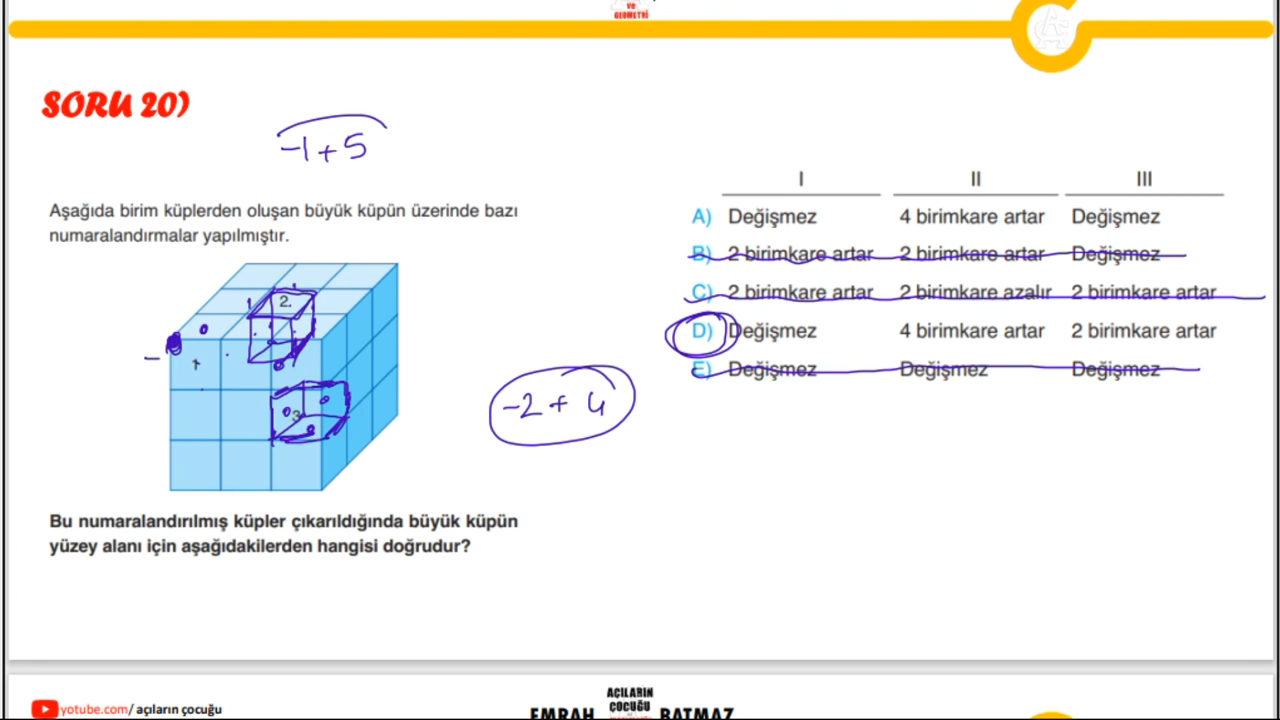 VE
GEOMETRİ
SORU 20)
-1+5
Aşağıda birim küplerden oluşan büyük küpün üzerinde bazı
numaralandırmalar yapılmıştır.
I II III
A) Değişmez 4 birimkare artar Değişmez
B) 2 birimkare artar 2 birimkare artar Değişmez
C) 2 birimkare artar 2 birimkare azalır 2 birimkare artar
D) Değişmez 4 birimkare artar 2 birimkare artar
E) Değişmez Değişmez Değişmez
2.
1
3
-2+4
Bu numaralandırılmış küpler çıkarıldığında büyük küpün
yüzey alanı için aşağıdakilerden hangisi doğrudur?
yotube.com/ açıların çocuğu
AÇILARIN
ÇOCUĞU
EMRAH BATMAZ